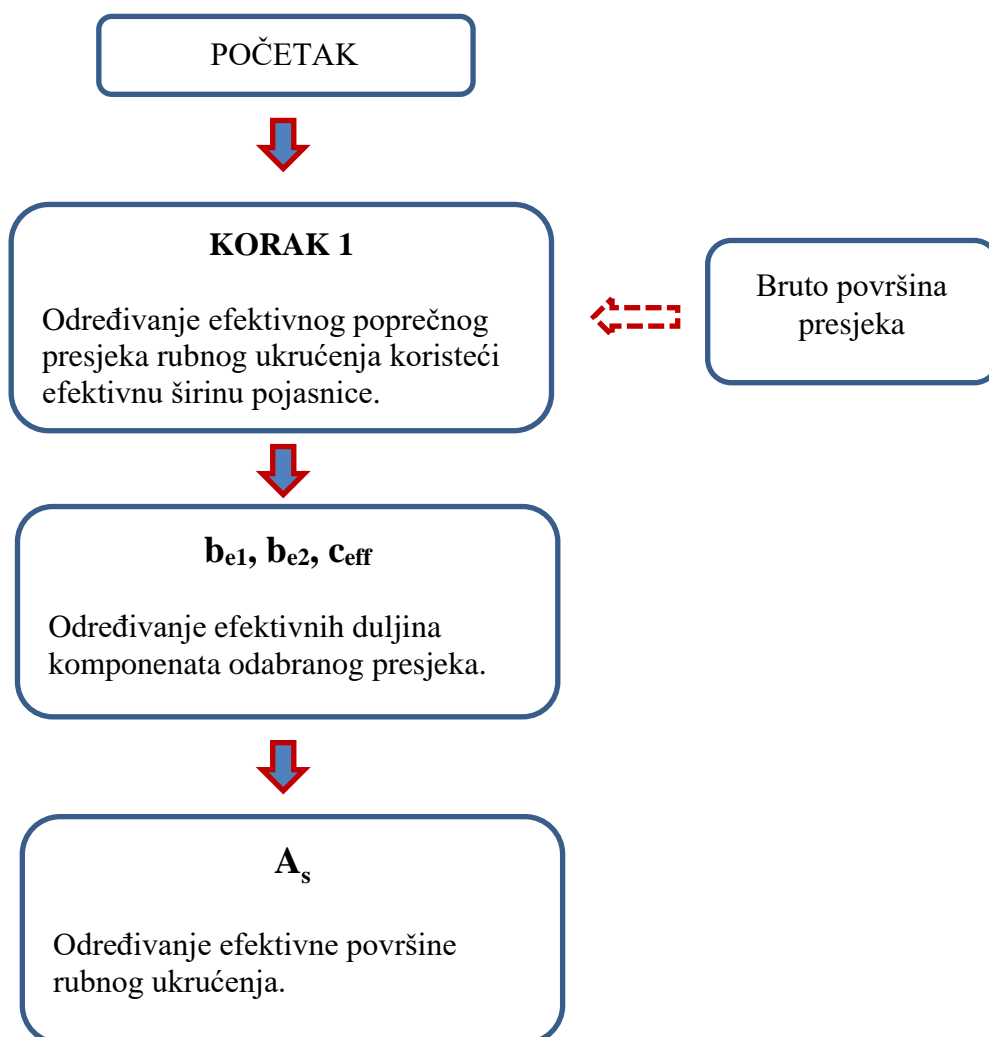 POČETAK
KORAK 1
Određivanje efektivnog poprečnog
presjeka rubnog ukrućenja koristeći
efektivnu širinu pojasnice.
Bruto površina
presjeka
be1, be2, ceff
Određivanje efektivnih duljina
komponenata odabranog presjeka.
As
Određivanje efektivne površine
rubnog ukrućenja.